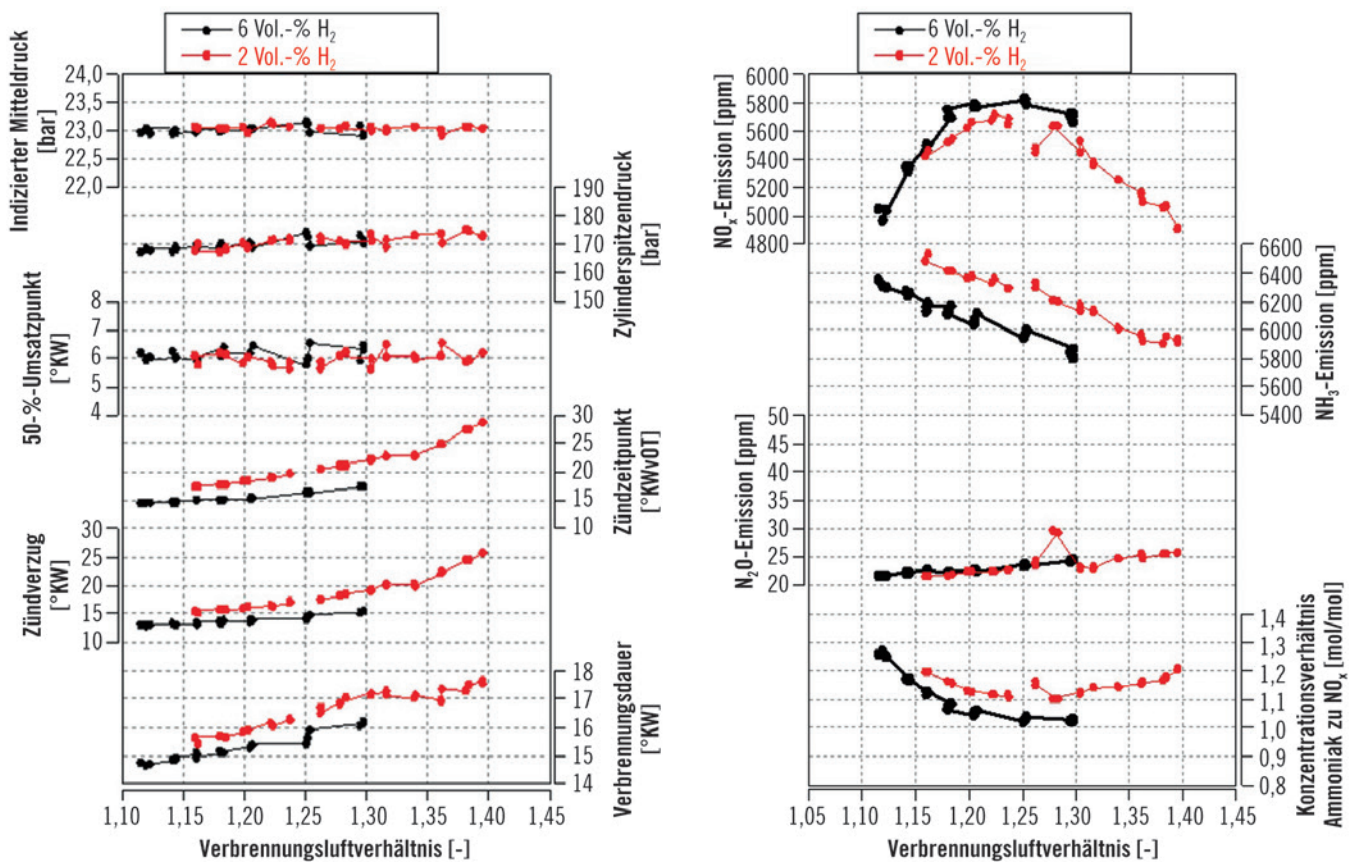 6 Vol.-% H₂
2 Vol.-% H₂
Indizierter Mitteldruck
[bar]
24,0
23,5
23,0
22,5
22,0
Zylinderspitzendruck
[bar]
190
180
170
160
150
50-%-Umsatzpunkt
[°KW]
8
7
6
5
4
Zündzeitpunkt
[°KWvOT]
30
25
20
15
10
Zündverzug
[°KW]
30
25
20
15
10
Verbrennungsdauer
[°KW]
18
17
16
15
14
1,10 1,15 1,20 1,25 1,30 1,35 1,40 1,45
Verbrennungsluftverhältnis [-]
6 Vol.-% H₂
2 Vol.-% H₂
NOₓ-Emission [ppm]
6000
5800
5600
5400
5200
5000
4800
NH₃-Emission [ppm]
6600
6400
6200
6000
5800
5600
5400
N₂O-Emission [ppm]
50
45
40
35
30
25
20
Konzentrationsverhältnis
Ammoniak zu NOₓ [mol/mol]
1,4
1,3
1,2
1,1
1,0
0,9
0,8
1,05 1,10 1,15 1,20 1,25 1,30 1,35 1,40 1,45
Verbrennungsluftverhältnis [-]